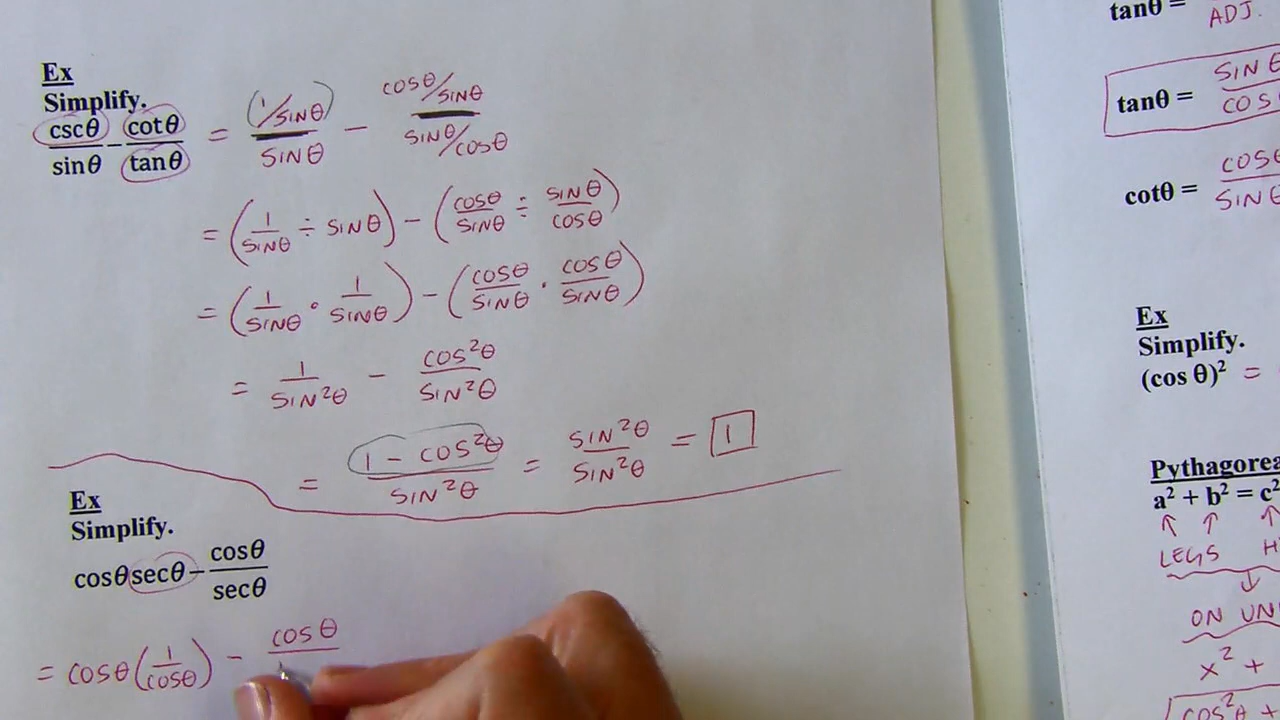 Ex
Simplify.
cscθ/sinθ - cotθ/tanθ = (1/SINθ)/SINθ - (COSθ/SINθ)/(SINθ/COSθ)
= (1/SINθ ÷ SINθ) - (COSθ/SINθ ÷ SINθ/COSθ)
= (1/SINθ · 1/SINθ) - (COSθ/SINθ · COSθ/SINθ)
= 1/SIN²θ - COS²θ/SIN²θ
= (1 - COS²θ)/SIN²θ = SIN²θ/SIN²θ = 1
Ex
Simplify.
cosθsecθ - cosθ/secθ
= COSθ(1/COSθ) - COSθ
tanθ =
ADJ.
tanθ = SINθ/COS
cotθ = COSθ/SINθ
Ex
Simplify.
(cos θ)² =
a² + b² = c²
LEGS
ON
x² +
COS²θ +